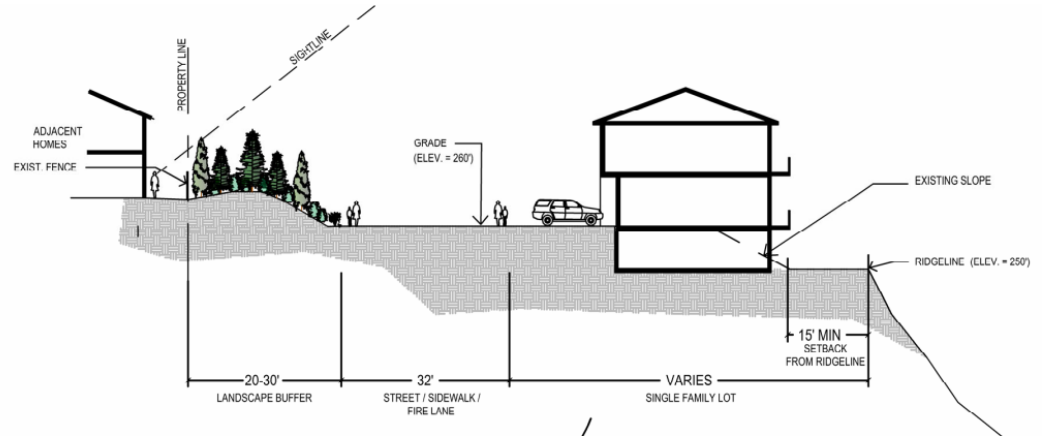 PROPERTY LINE
SIGHTLINE
ADJACENT
HOMES
EXIST. FENCE
GRADE
(ELEV. = 260')
EXISTING SLOPE
RIDGELINE (ELEV. = 250')
15' MIN
SETBACK
FROM RIDGELINE
20-30'
LANDSCAPE BUFFER
32'
STREET / SIDEWALK /
FIRE LANE
VARIES
SINGLE FAMILY LOT